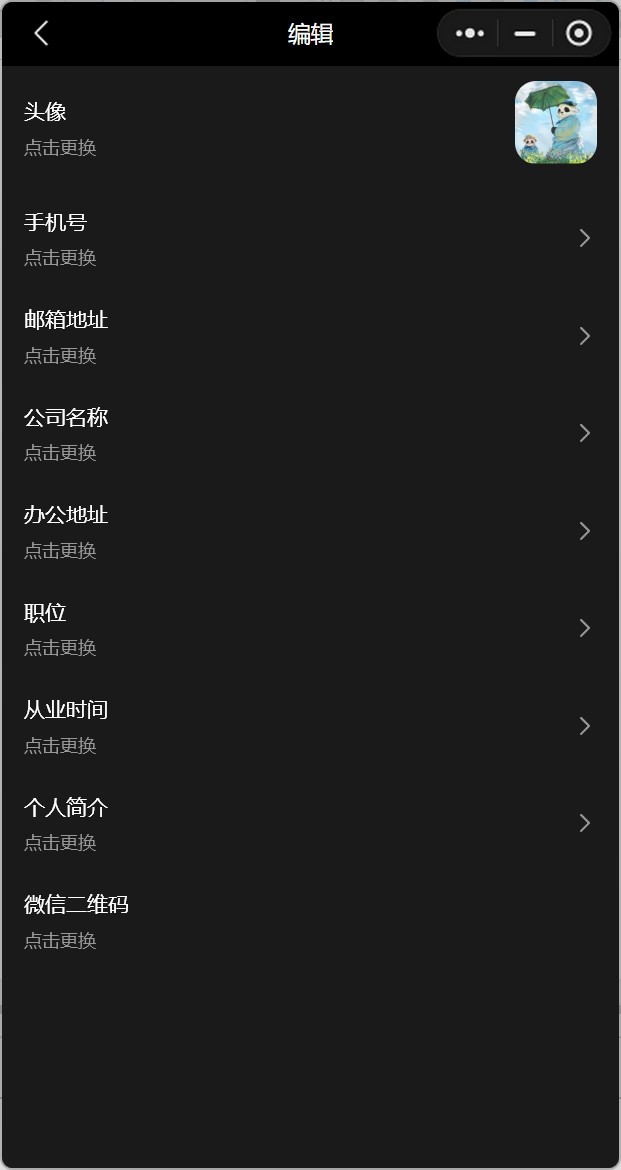 编辑
头像
点击更换
手机号
点击更换
邮箱地址
点击更换
公司名称
点击更换
办公地址
点击更换
职位
点击更换
从业时间
点击更换
个人简介
点击更换
微信二维码
点击更换